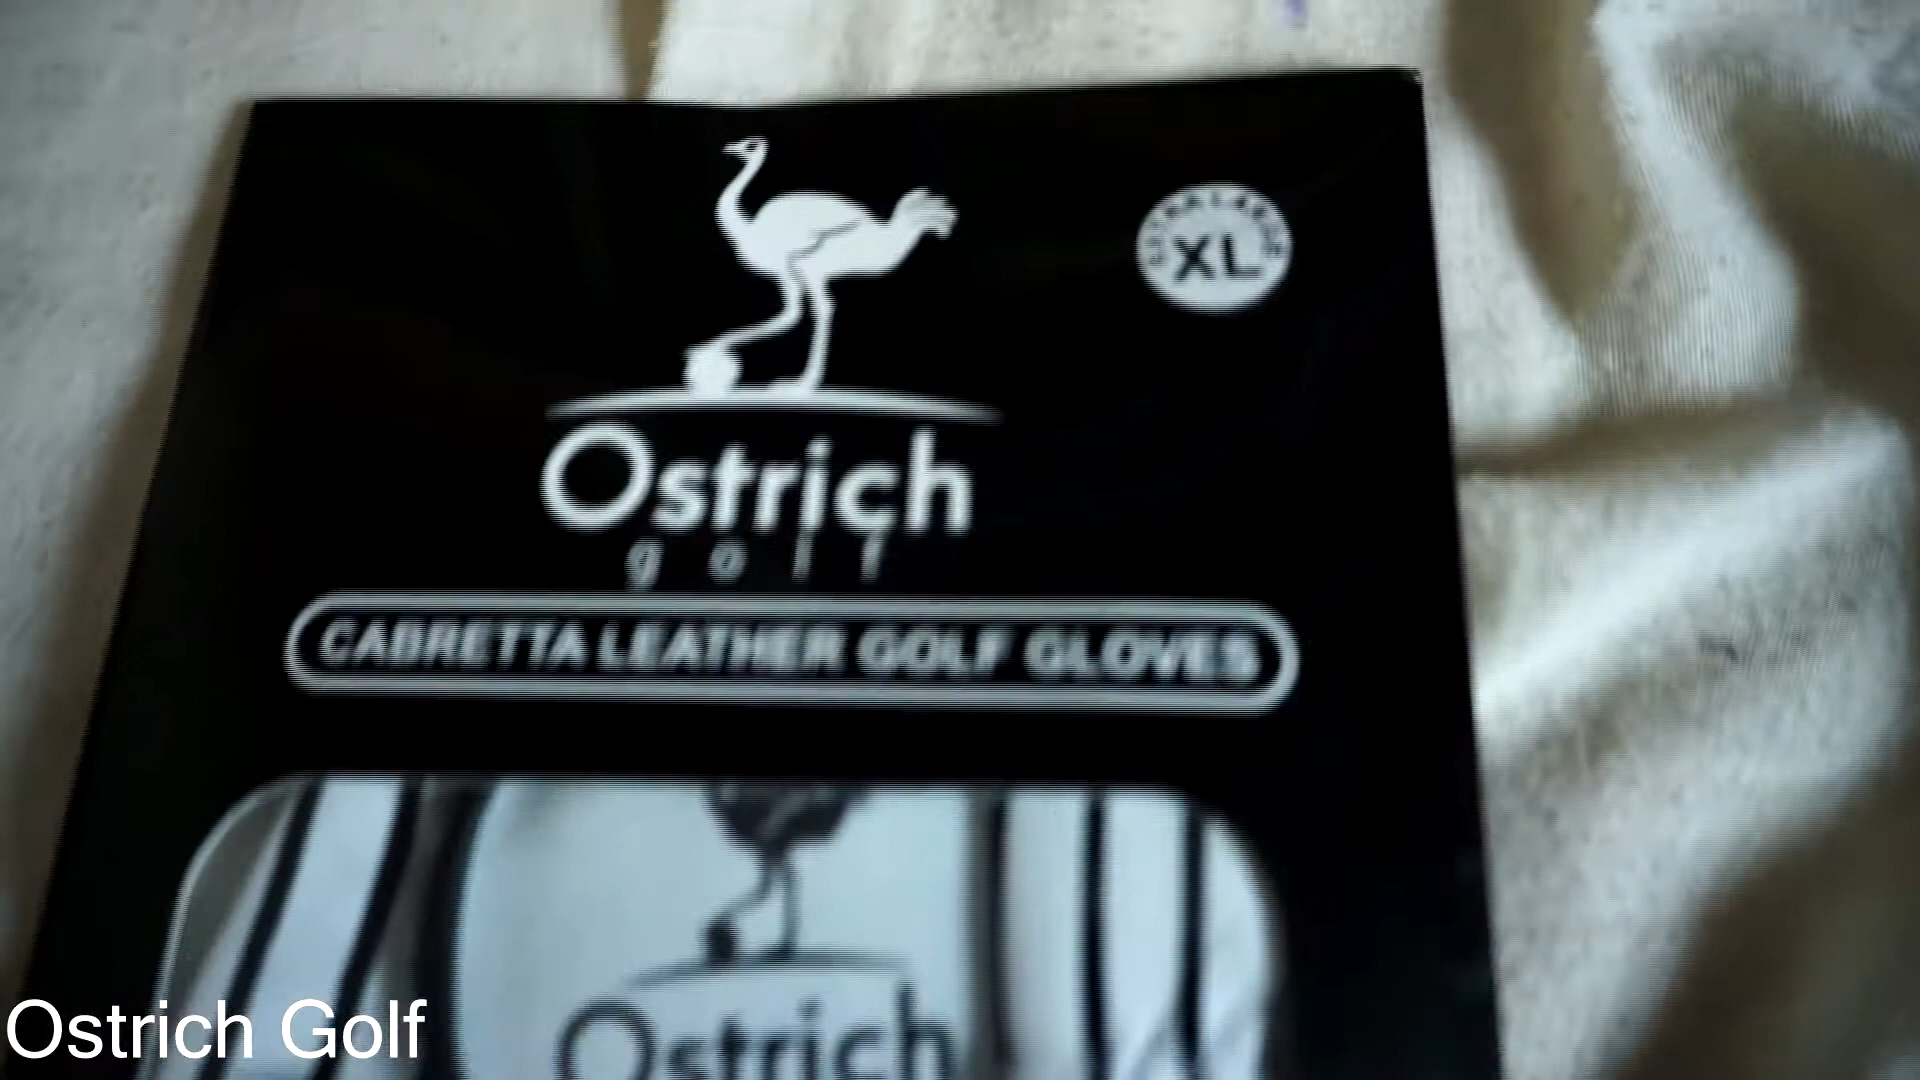 XL
Ostrich
golf
CABRETTA LEATHER GOLF GLOVES
Ostrich
Ostrich Golf